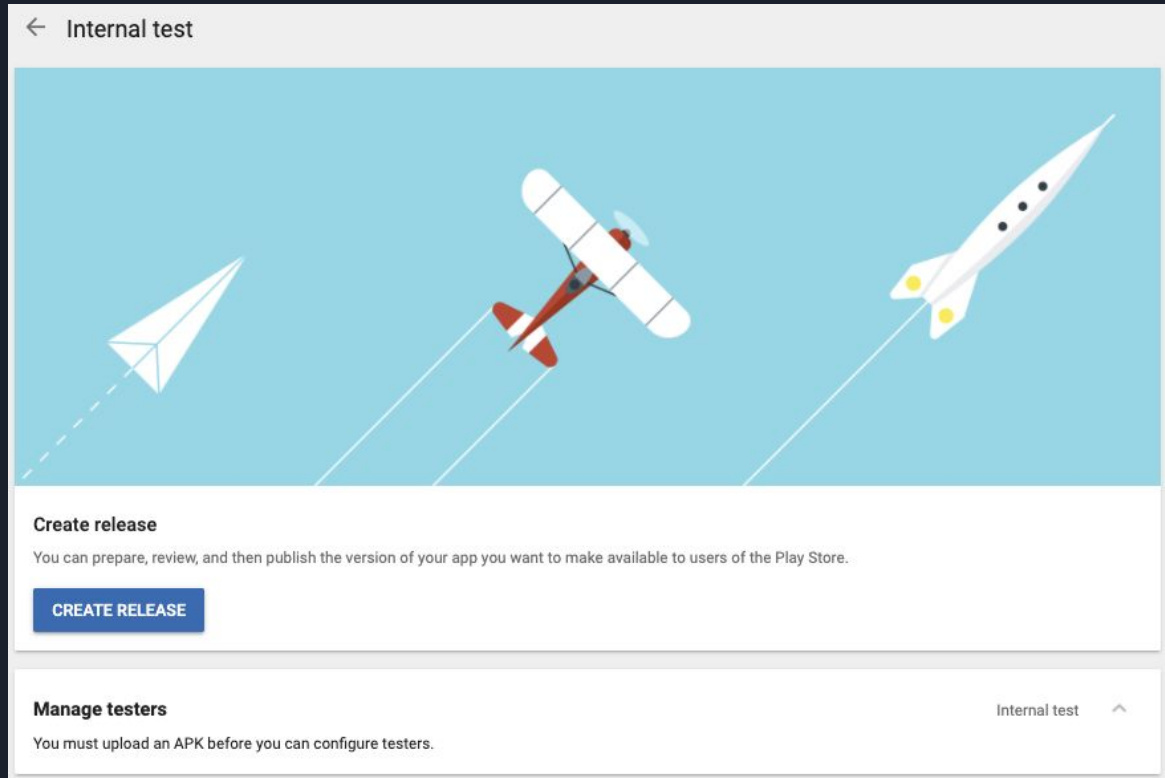 Internal test
Create release
You can prepare, review, and then publish the version of your app you want to make available to users of the Play Store.
CREATE RELEASE
Manage testers
Internal test
You must upload an APK before you can configure testers.